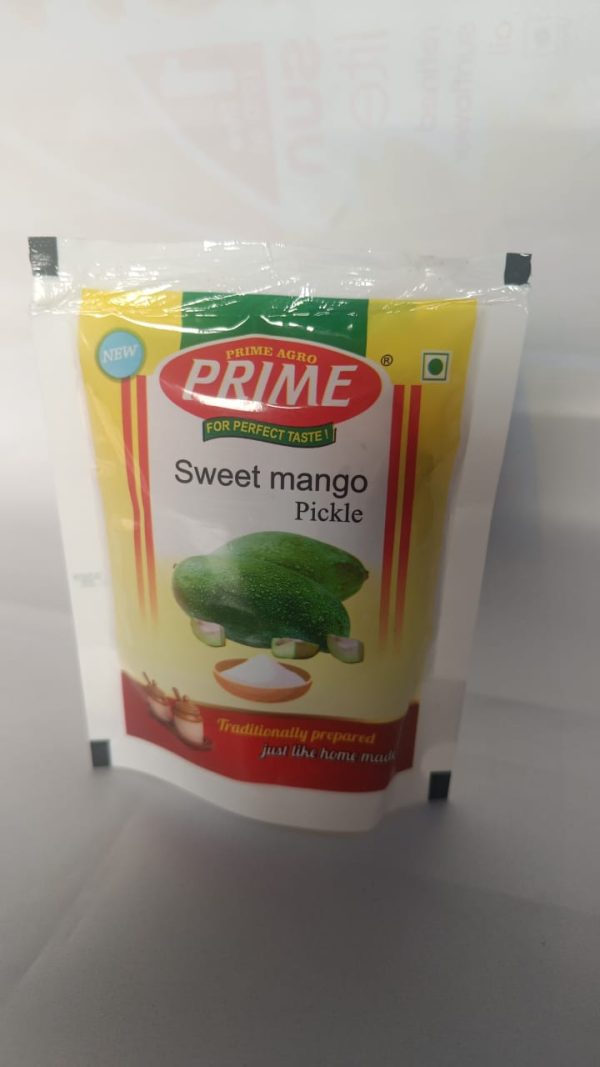 NEW
PRIME AGRO
PRIME ®
FOR PERFECT TASTE !
Sweet mango
Pickle
Traditionally prepared
just like home made